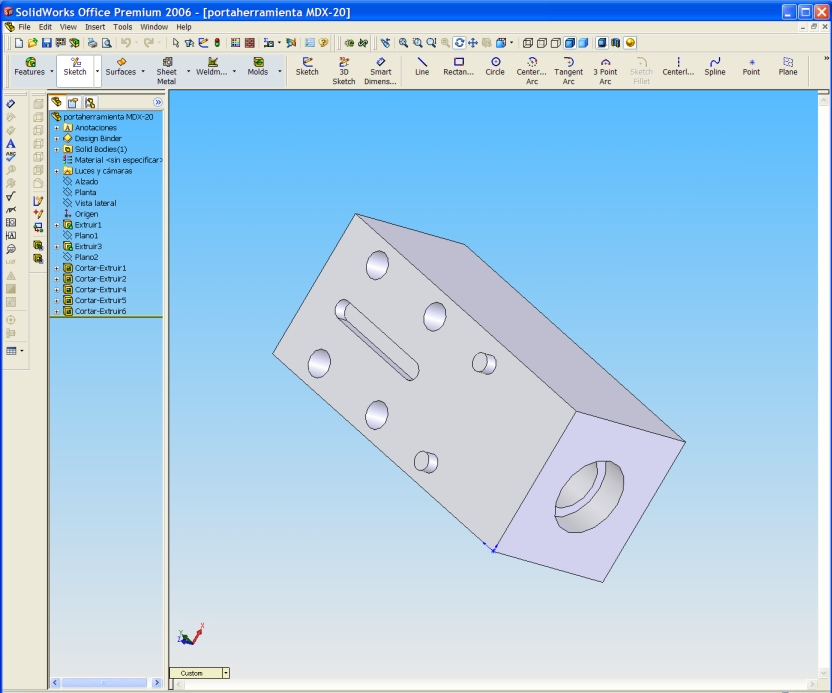 SolidWorks Office Premium 2006 - [portaherramienta MDX-20]
File Edit View Insert Tools Window Help
Features Sketch Surfaces Sheet Metal Weldm... Molds Sketch 3D Sketch Smart Dimens... Line Rectan... Circle Center... Arc Tangent Arc 3 Point Arc Sketch Fillet Centerl... Spline Point Plane
portaherramienta MDX-20
A Anotaciones
Design Binder
Solid Bodies(1)
Material <sin especificar>
Luces y cámaras
Alzado
Planta
Vista lateral
Origen
Extruir1
Plano1
Extruir3
Plano2
Cortar-Extruir1
Cortar-Extruir2
Cortar-Extruir4
Cortar-Extruir5
Cortar-Extruir6
A
ABC
X
Y
Z
Custom